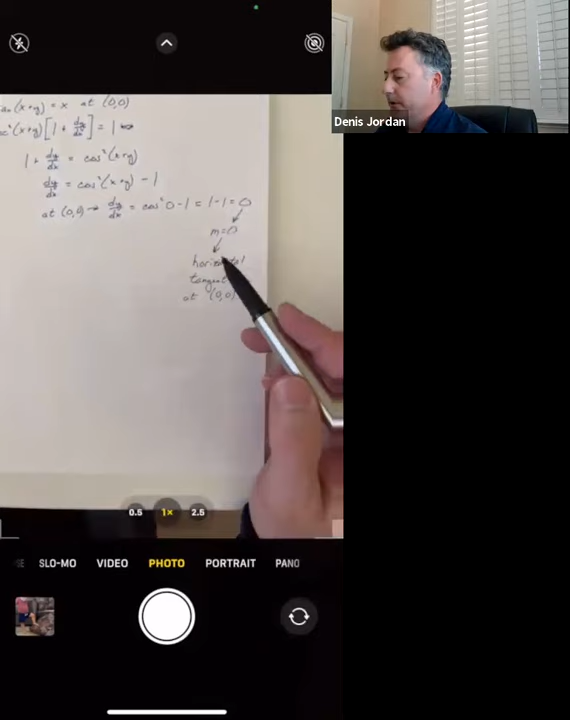 Denis Jordan
an(x+y) = x at (0,0)
c²(x+y)[1 + dy/dx] = 1
1 + dy/dx = cos²(x+y)
dy/dx = cos²(x+y) - 1
at (0,0) → dy/dx = cos²0 - 1 = 1 - 1 = 0
m=0
horizontal
tangent
at (0,0)
0.5 1× 2.5
SLO-MO VIDEO PHOTO PORTRAIT PANO